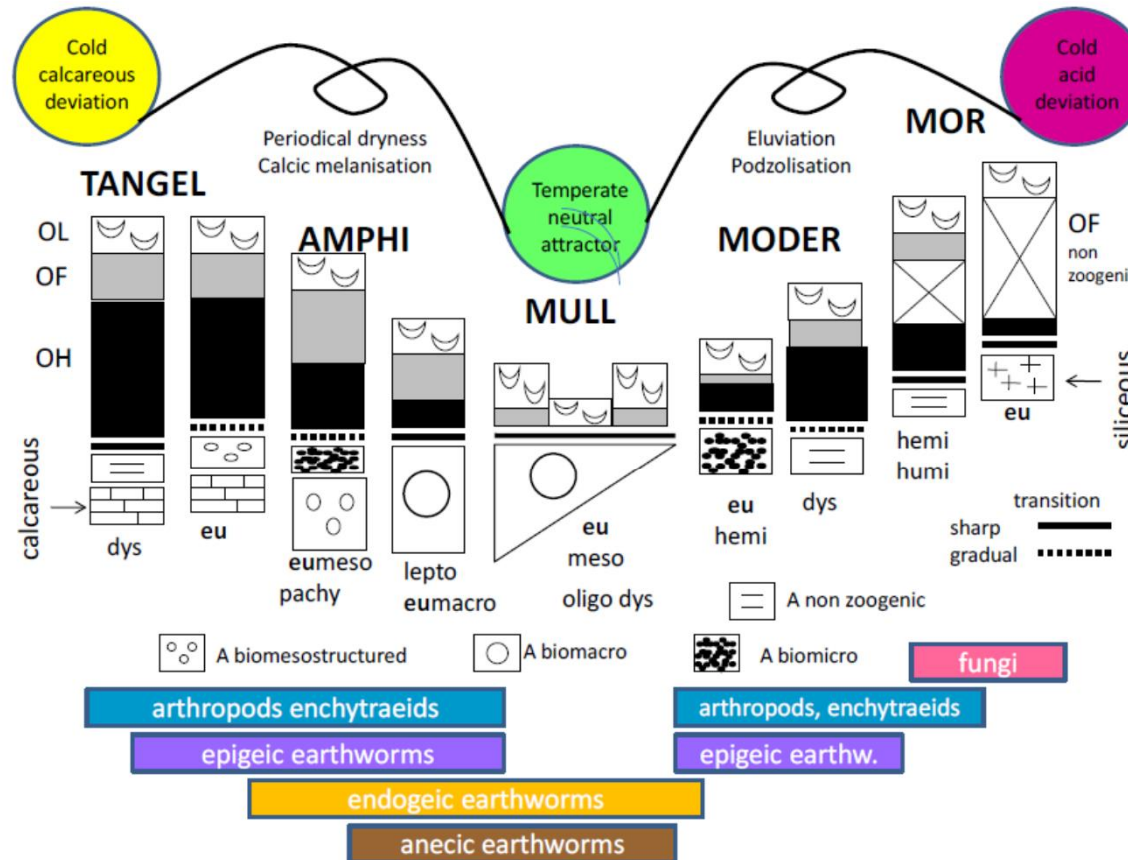 Cold
calcareous
deviation
Cold
acid
deviation
Periodical dryness
Calcic melanisation
Eluviation
Podzolisation
MOR
TANGEL
Temperate
neutral
attractor
OL
OF
OH
AMPHI
MULL
MODER
OF
non
zoogenic
calcareous
siliceous
dys
eu
eumeso
pachy
lepto
eumacro
eu
meso
oligo dys
eu
hemi
dys
hemi
humi
eu
transition
sharp
gradual
A non zoogenic
A biomesostructured
A biomacro
A biomicro
fungi
arthropods enchytraeids
arthropods, enchytraeids
epigeic earthworms
epigeic earthw.
endogeic earthworms
anecic earthworms